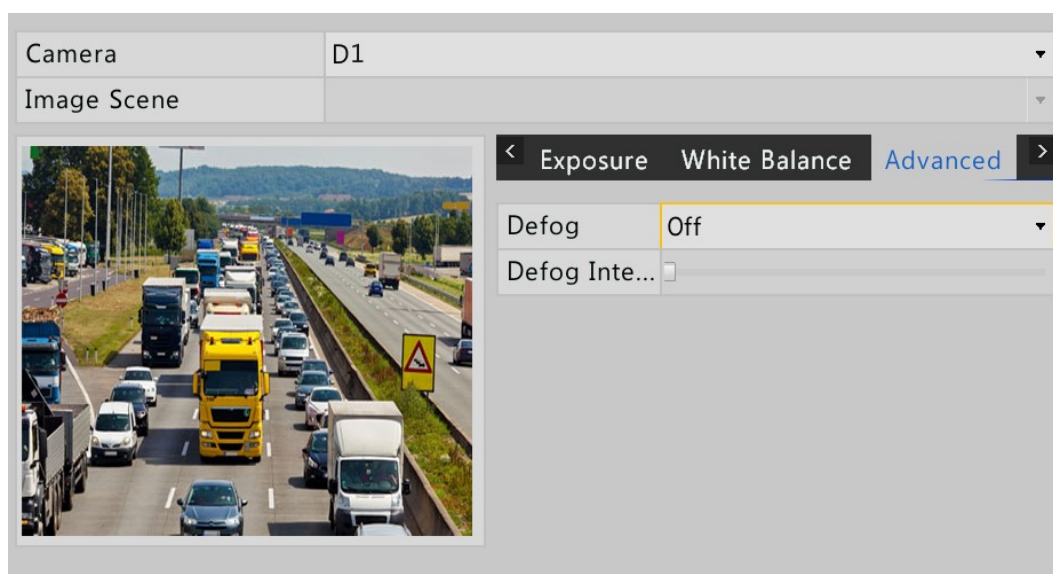 Camera D1
Image Scene
< Exposure White Balance Advanced >
Defog Off
Defog Inte...